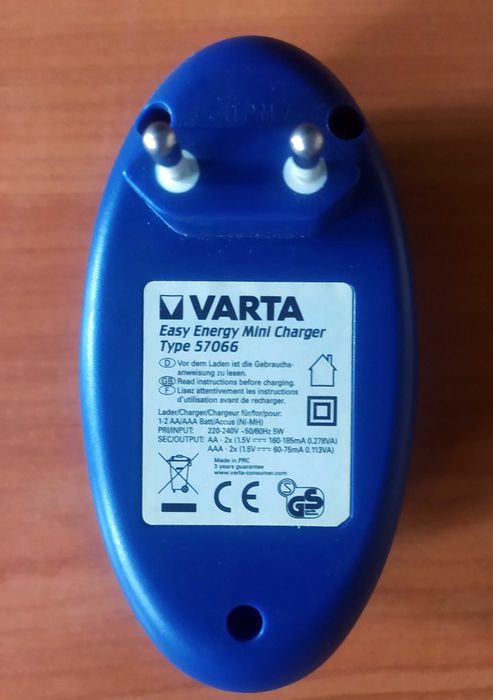 VARTA
Easy Energy Mini Charger
Type 57066
D Vor dem Laden ist die Gebrauchs-
anweisung zu lesen.
GB Read instructions before charging.
F Lisez attentivement les instructions
d'utilisation avant de recharger.
Lader/Charger/Chargeur für/for/pour:
1-2 AA/AAA Batt/Accus (Ni-MH)
PRI/INPUT: 220-240V ~50/60Hz 5W
SEC/OUTPUT: AA - 2x (1.5V ⎓ 160-185mA 0.278VA)
AAA - 2x (1.5V ⎓ 60-75mA 0.113VA)
Made in PRC
3 years guarantee
www.varta-consumer.com
CE
GS